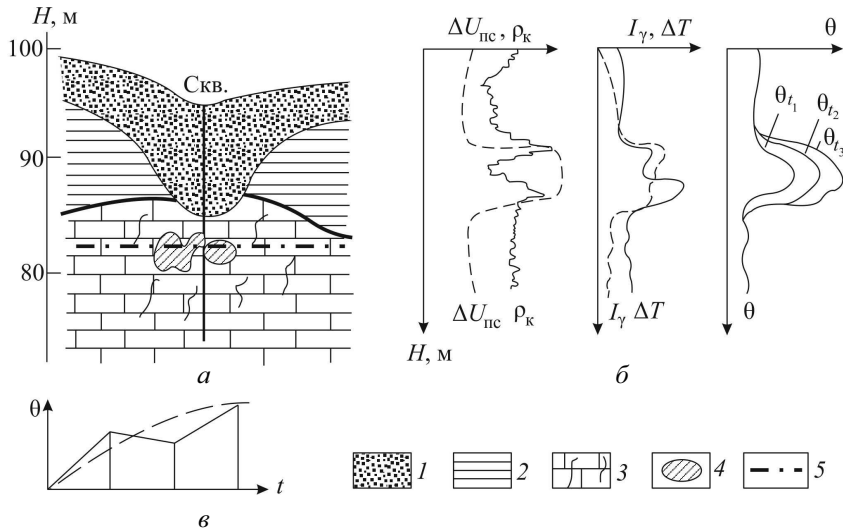 H, м
100
90
80
Скв.
а
ΔUпс, ρк
ΔUпс ρк
H, м
Iγ, ΔT
Iγ ΔT
θ
θt1
θt2
θt3
θ
б
θ
t
в
1
2
3
4
5